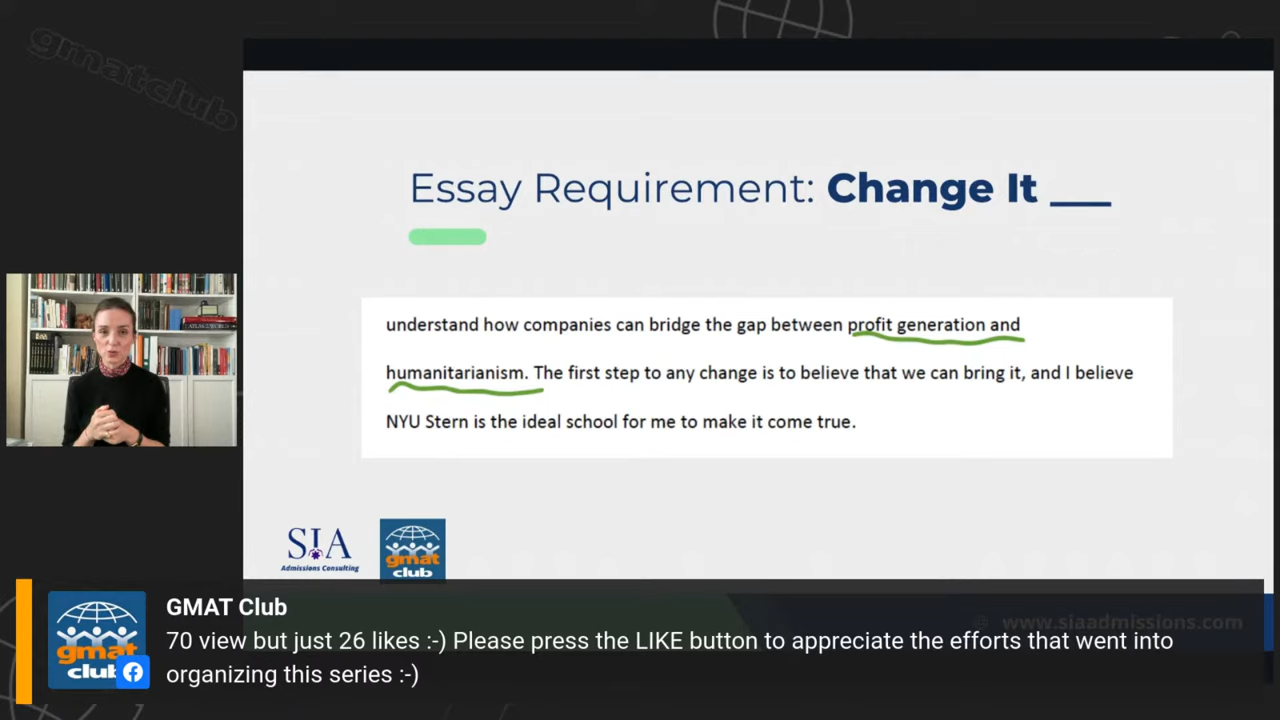 gmatclub
Essay Requirement: Change It ___
understand how companies can bridge the gap between profit generation and
humanitarianism. The first step to any change is to believe that we can bring it, and I believe
NYU Stern is the ideal school for me to make it come true.
SIA
Admissions Consulting
gmat
club
www.siaadmissions.com
gmat
club
GMAT Club
70 view but just 26 likes :-) Please press the LIKE button to appreciate the efforts that went into
organizing this series :-)